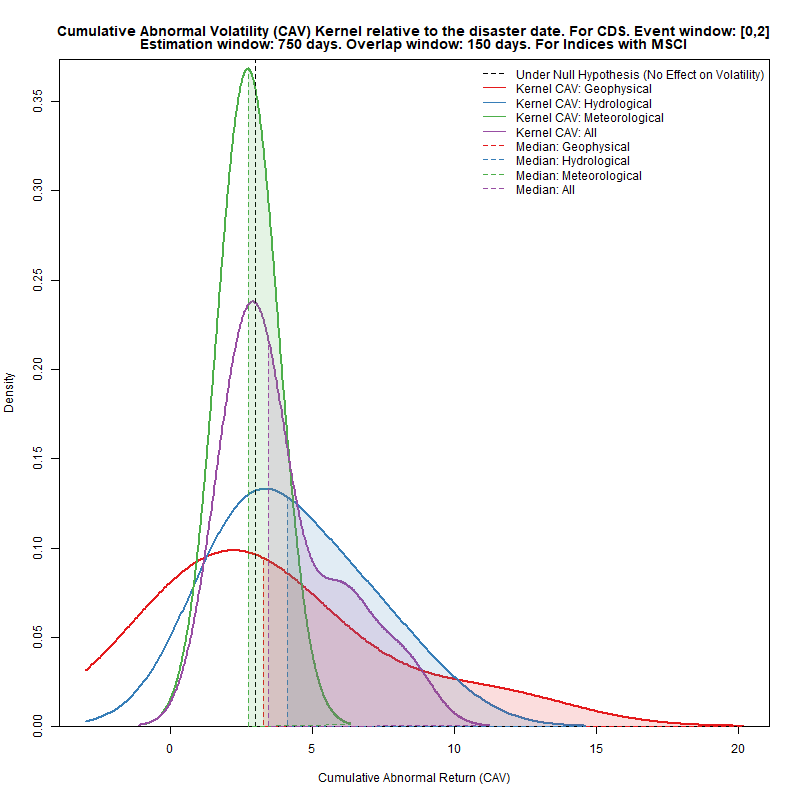 Cumulative Abnormal Volatility (CAV) Kernel relative to the disaster date. For CDS. Event window: [0,2]
Estimation window: 750 days. Overlap window: 150 days. For Indices with MSCI
Under Null Hypothesis (No Effect on Volatility)
Kernel CAV: Geophysical
Kernel CAV: Hydrological
Kernel CAV: Meteorological
Kernel CAV: All
Median: Geophysical
Median: Hydrological
Median: Meteorological
Median: All
0.35
0.30
0.25
0.20
0.15
0.10
0.05
0.00
Density
0 5 10 15 20
Cumulative Abnormal Return (CAV)